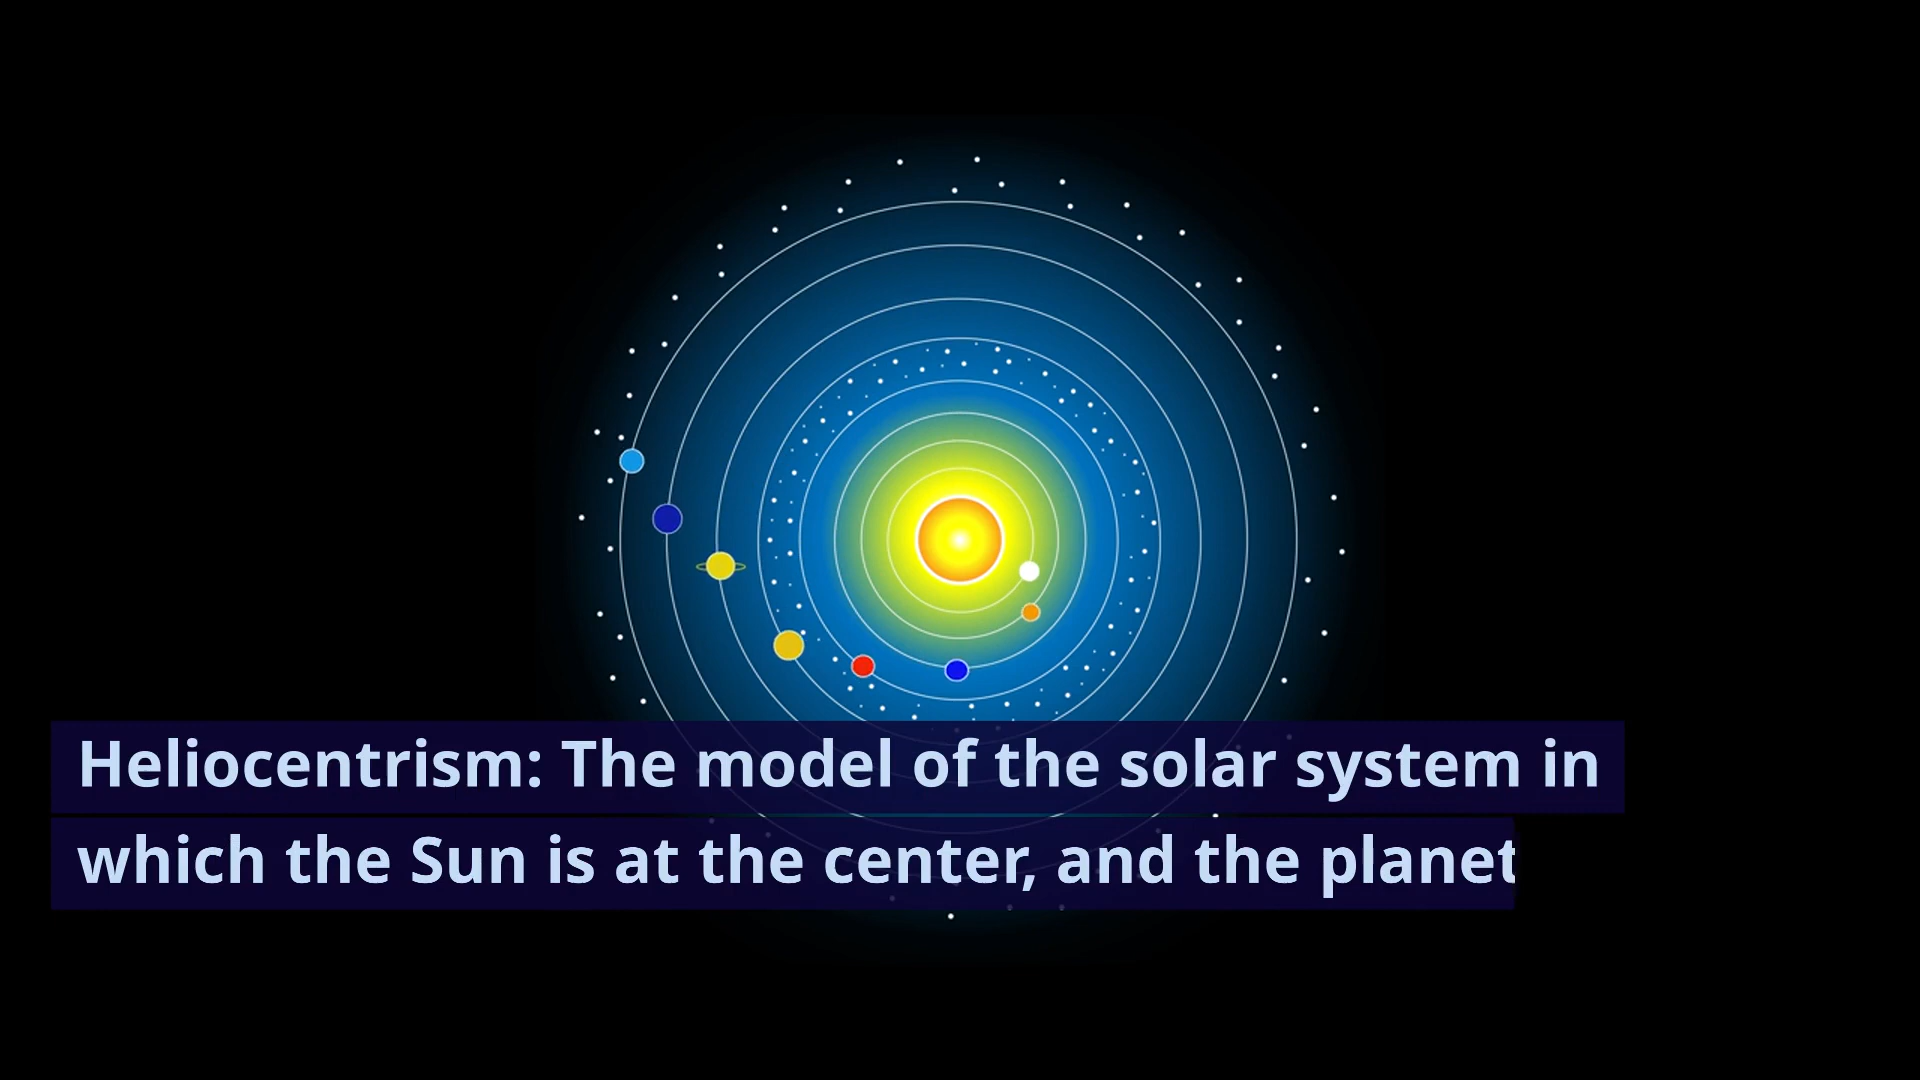 Heliocentrism: The model of the solar system in
which the Sun is at the center, and the planet